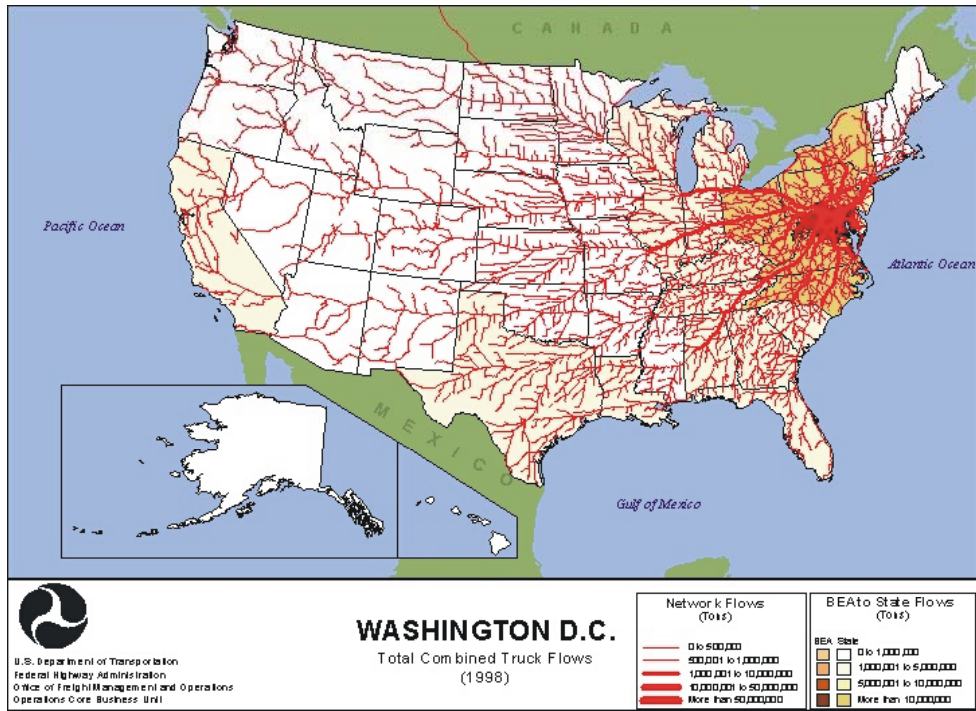 CANADA
Pacific Ocean
Atlantic Ocean
MEXICO
Gulf of Mexico
U.S. Department of Transportation
Federal Highway Administration
Office of Freight Management and Operations
Operations Core Business Unit
WASHINGTON D.C.
Total Combined Truck Flows
(1998)
Network Flows
(Tons)
0 to 500,000
500,001 to 1,000,000
1,000,001 to 10,000,000
10,000,001 to 50,000,000
More than 50,000,000
BEA to State Flows
(Tons)
BEA State
0 to 1,000,000
1,000,001 to 5,000,000
5,000,001 to 10,000,000
More than 10,000,000